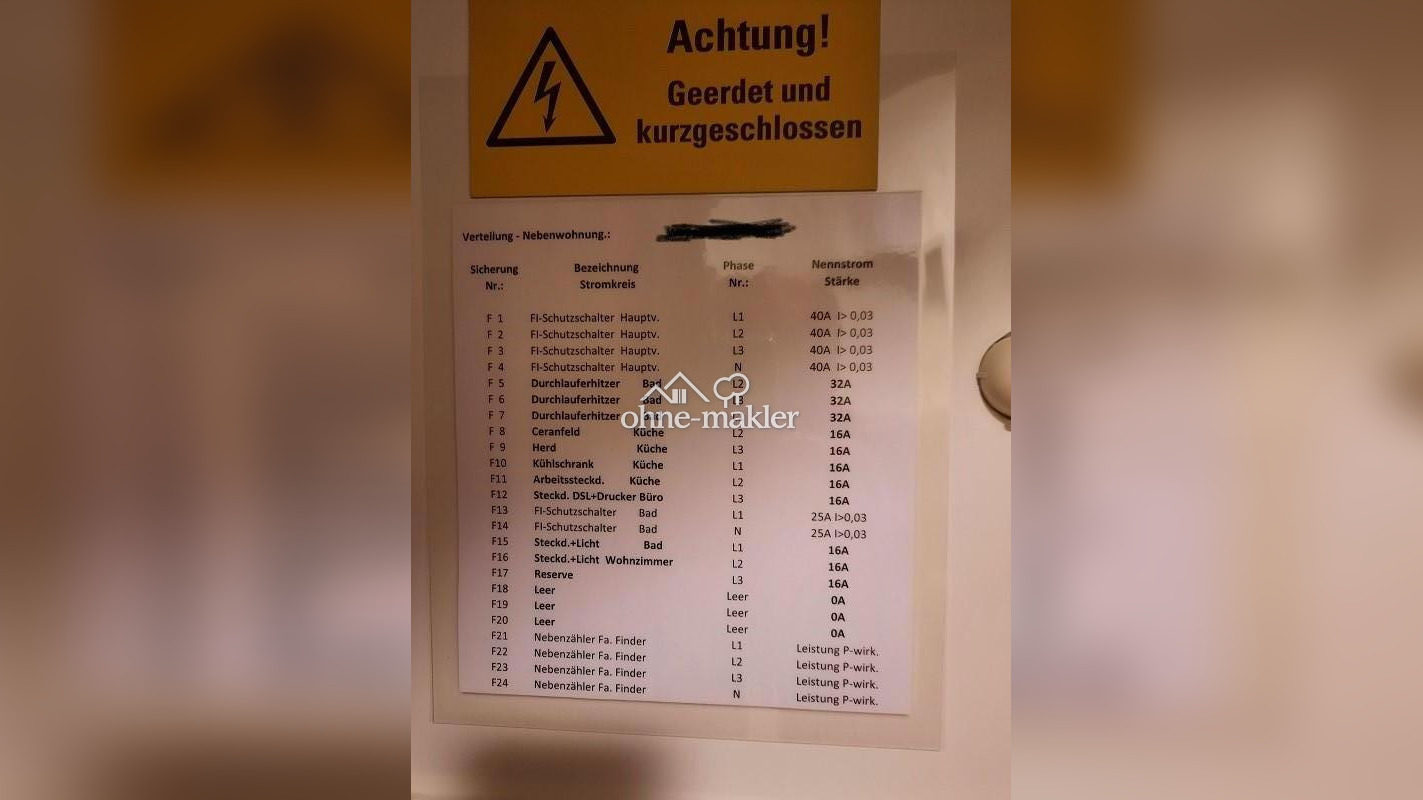 Achtung!
Geerdet und
kurzgeschlossen
Verteilung - Nebenwohnung.:
Sicherung Bezeichnung Phase Nennstrom
Nr.: Stromkreis Nr.: Stärke
F 1 FI-Schutzschalter Hauptv. L1 40A I> 0,03
F 2 FI-Schutzschalter Hauptv. L2 40A I> 0,03
F 3 FI-Schutzschalter Hauptv. L3 40A I> 0,03
F 4 FI-Schutzschalter Hauptv. N 40A I> 0,03
F 5 Durchlauferhitzer Bad L2 32A
F 6 Durchlauferhitzer Bad L3 32A
F 7 Durchlauferhitzer Bad 32A
F 8 Ceranfeld Küche L2 16A
F 9 Herd Küche L3 16A
F10 Kühlschrank Küche L1 16A
F11 Arbeitssteckd. Küche L2 16A
F12 Steckd. DSL+Drucker Büro L3 16A
F13 FI-Schutzschalter Bad L1 25A I>0,03
F14 FI-Schutzschalter Bad N 25A I>0,03
F15 Steckd.+Licht Bad L1 16A
F16 Steckd.+Licht Wohnzimmer L2 16A
F17 Reserve L3 16A
F18 Leer Leer 0A
F19 Leer Leer 0A
F20 Leer Leer 0A
F21 Nebenzähler Fa. Finder L1 Leistung P-wirk.
F22 Nebenzähler Fa. Finder L2 Leistung P-wirk.
F23 Nebenzähler Fa. Finder L3 Leistung P-wirk.
F24 Nebenzähler Fa. Finder N Leistung P-wirk.
ohne-makler